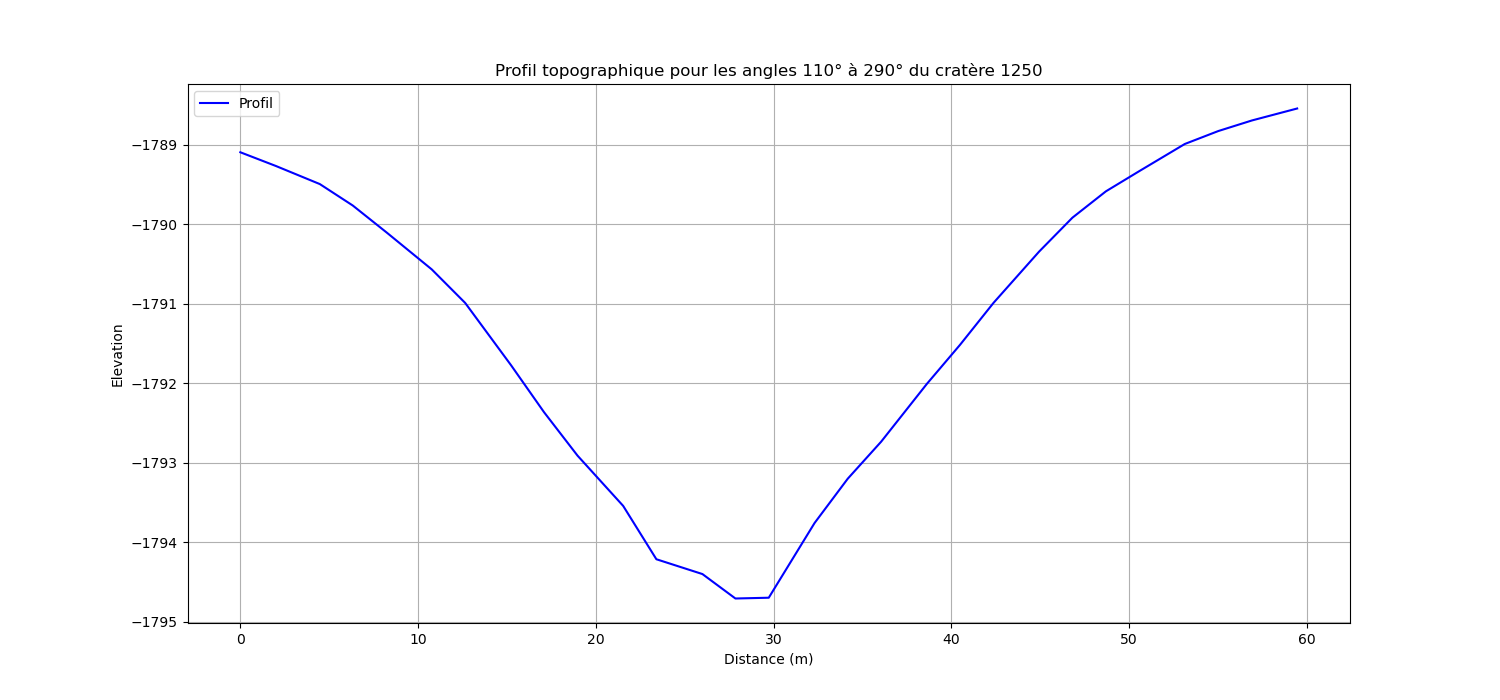 Profil topographique pour les angles 110° à 290° du cratère 1250
Profil
−1789
−1790
−1791
−1792
−1793
−1794
−1795
Elevation
0 10 20 30 40 50 60
Distance (m)